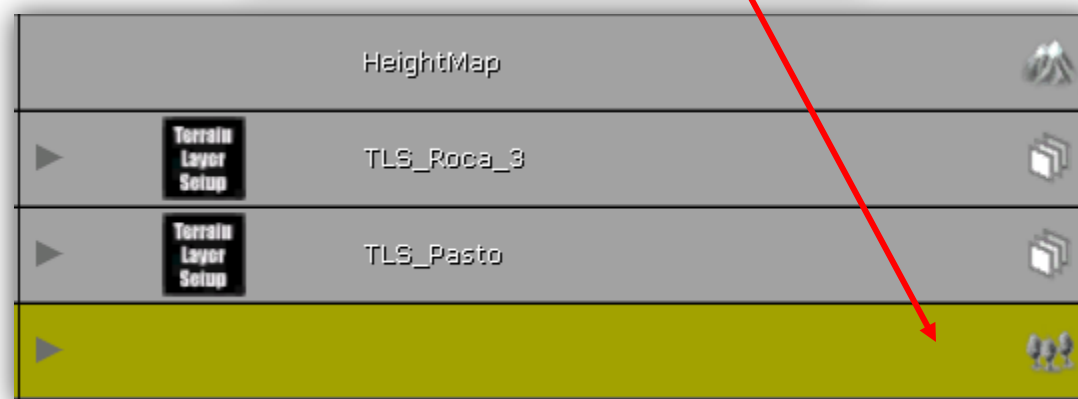 HeightMap
Terrain
Layer
Setup
TLS_Roca_3
Terrain
Layer
Setup
TLS_Pasto